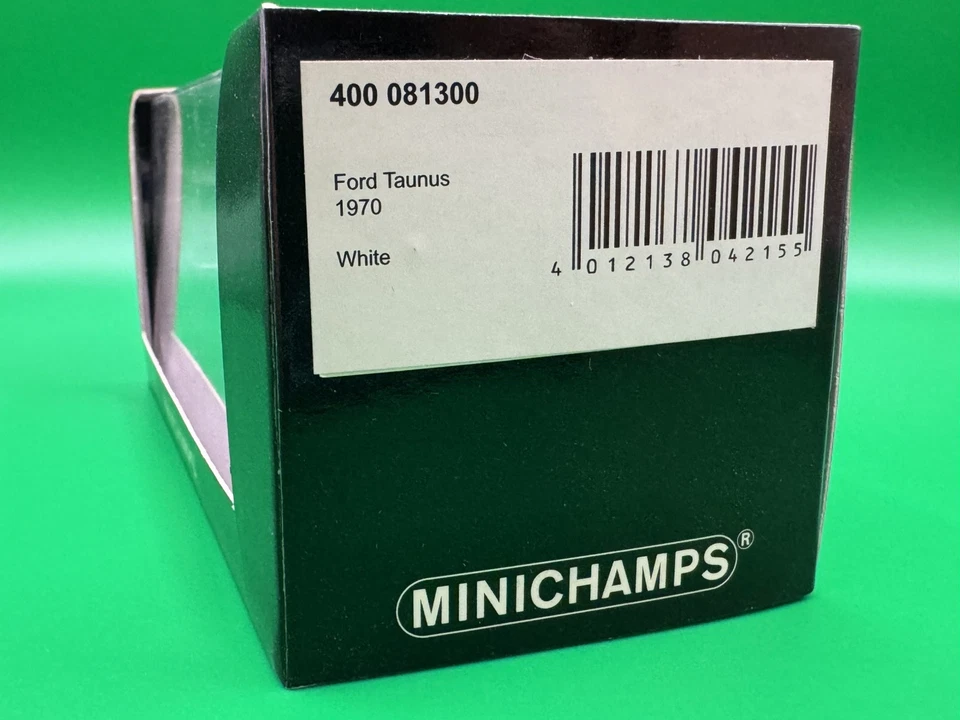 400 081300
Ford Taunus
1970
White
4 012138 042155
MINICHAMPS®